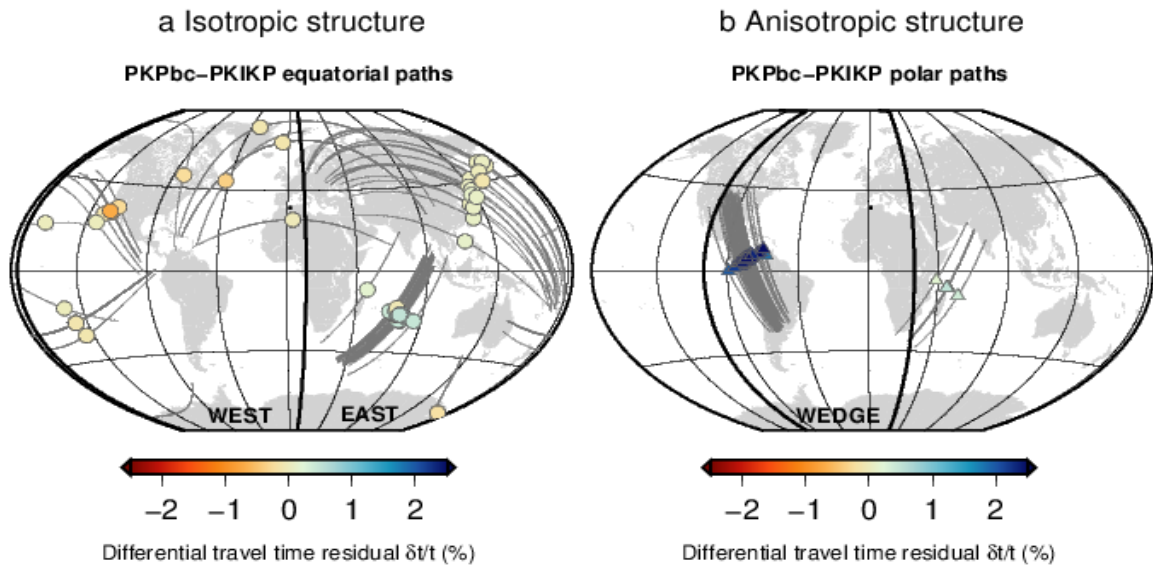 a Isotropic structure
PKPbc−PKIKP equatorial paths
WEST
EAST
−2 −1 0 1 2
Differential travel time residual δt/t (%)
b Anisotropic structure
PKPbc−PKIKP polar paths
WEDGE
−2 −1 0 1 2
Differential travel time residual δt/t (%)